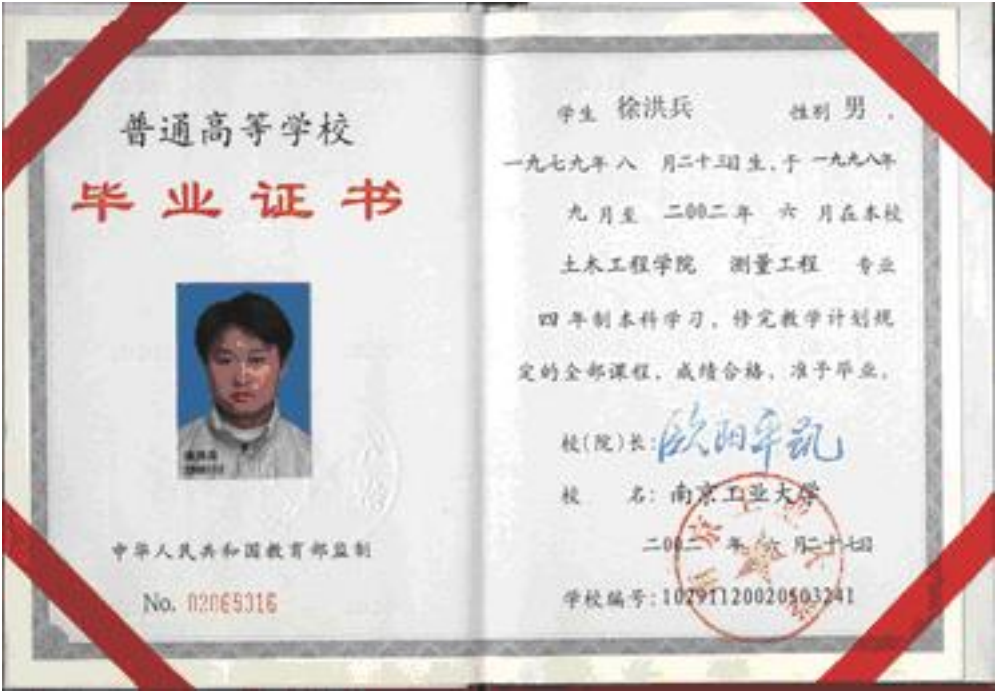 普通高等学校
毕业证书
中华人民共和国教育部监制
No. 02065316
学生 徐洪兵 性别 男 ，
一九七九年八 月二十三日生，于 一九九八年
九 月至 二00二 年 六 月在本校
土木工程学院 测量工程 专业
四 年制本科学习，修完教学计划规
定的全部课程，成绩合格，准予毕业。
校(院)长: 欧阳平凯
校 名: 南京工业大学
二00二 年 六 月二十七日
学校编号: 10291120020503241